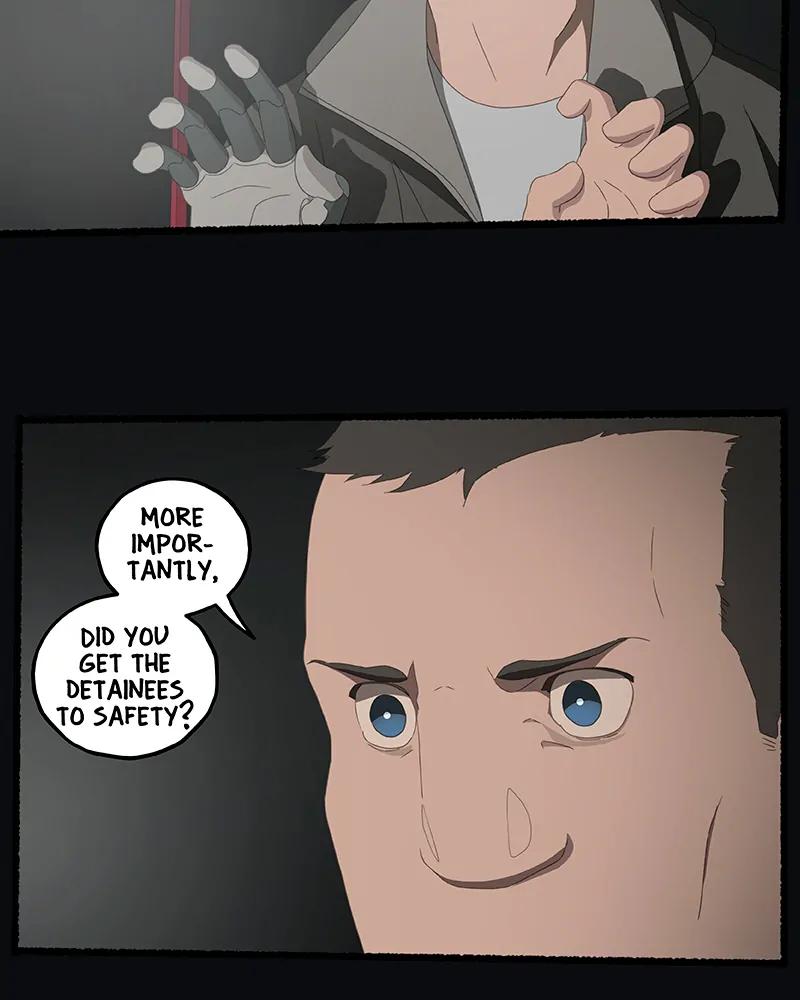 MORE
IMPOR-
TANTLY,
DID YOU
GET THE
DETAINEES
TO SAFETY?